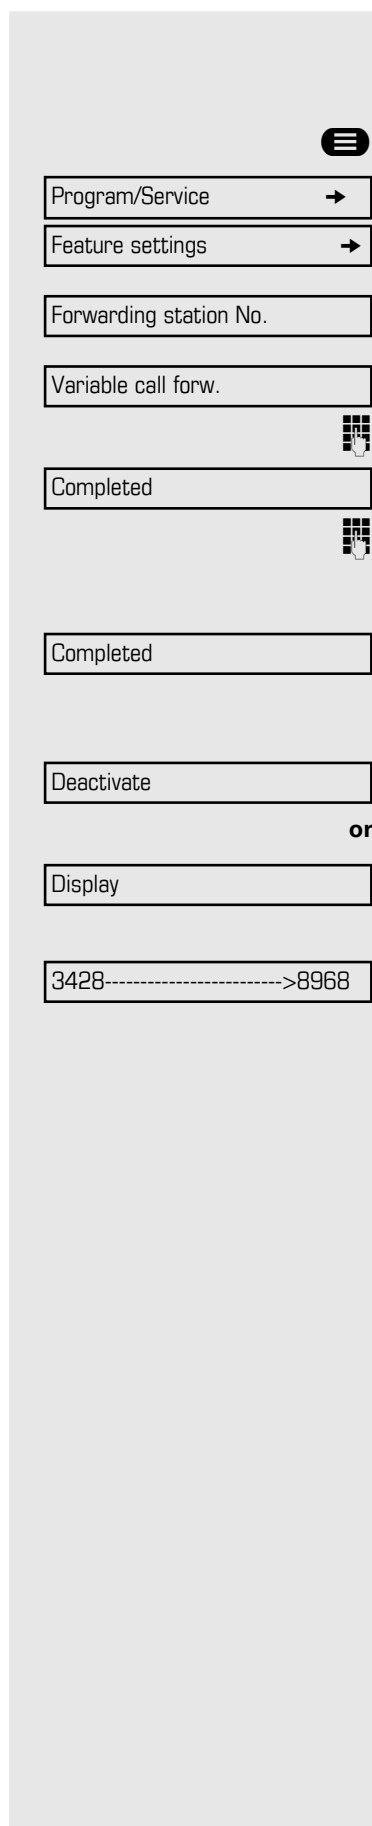 Program/Service →
Feature settings →
Forwarding station No.
Variable call forw.
Completed
Completed
Deactivate
or
Display
3428------------------------->8968